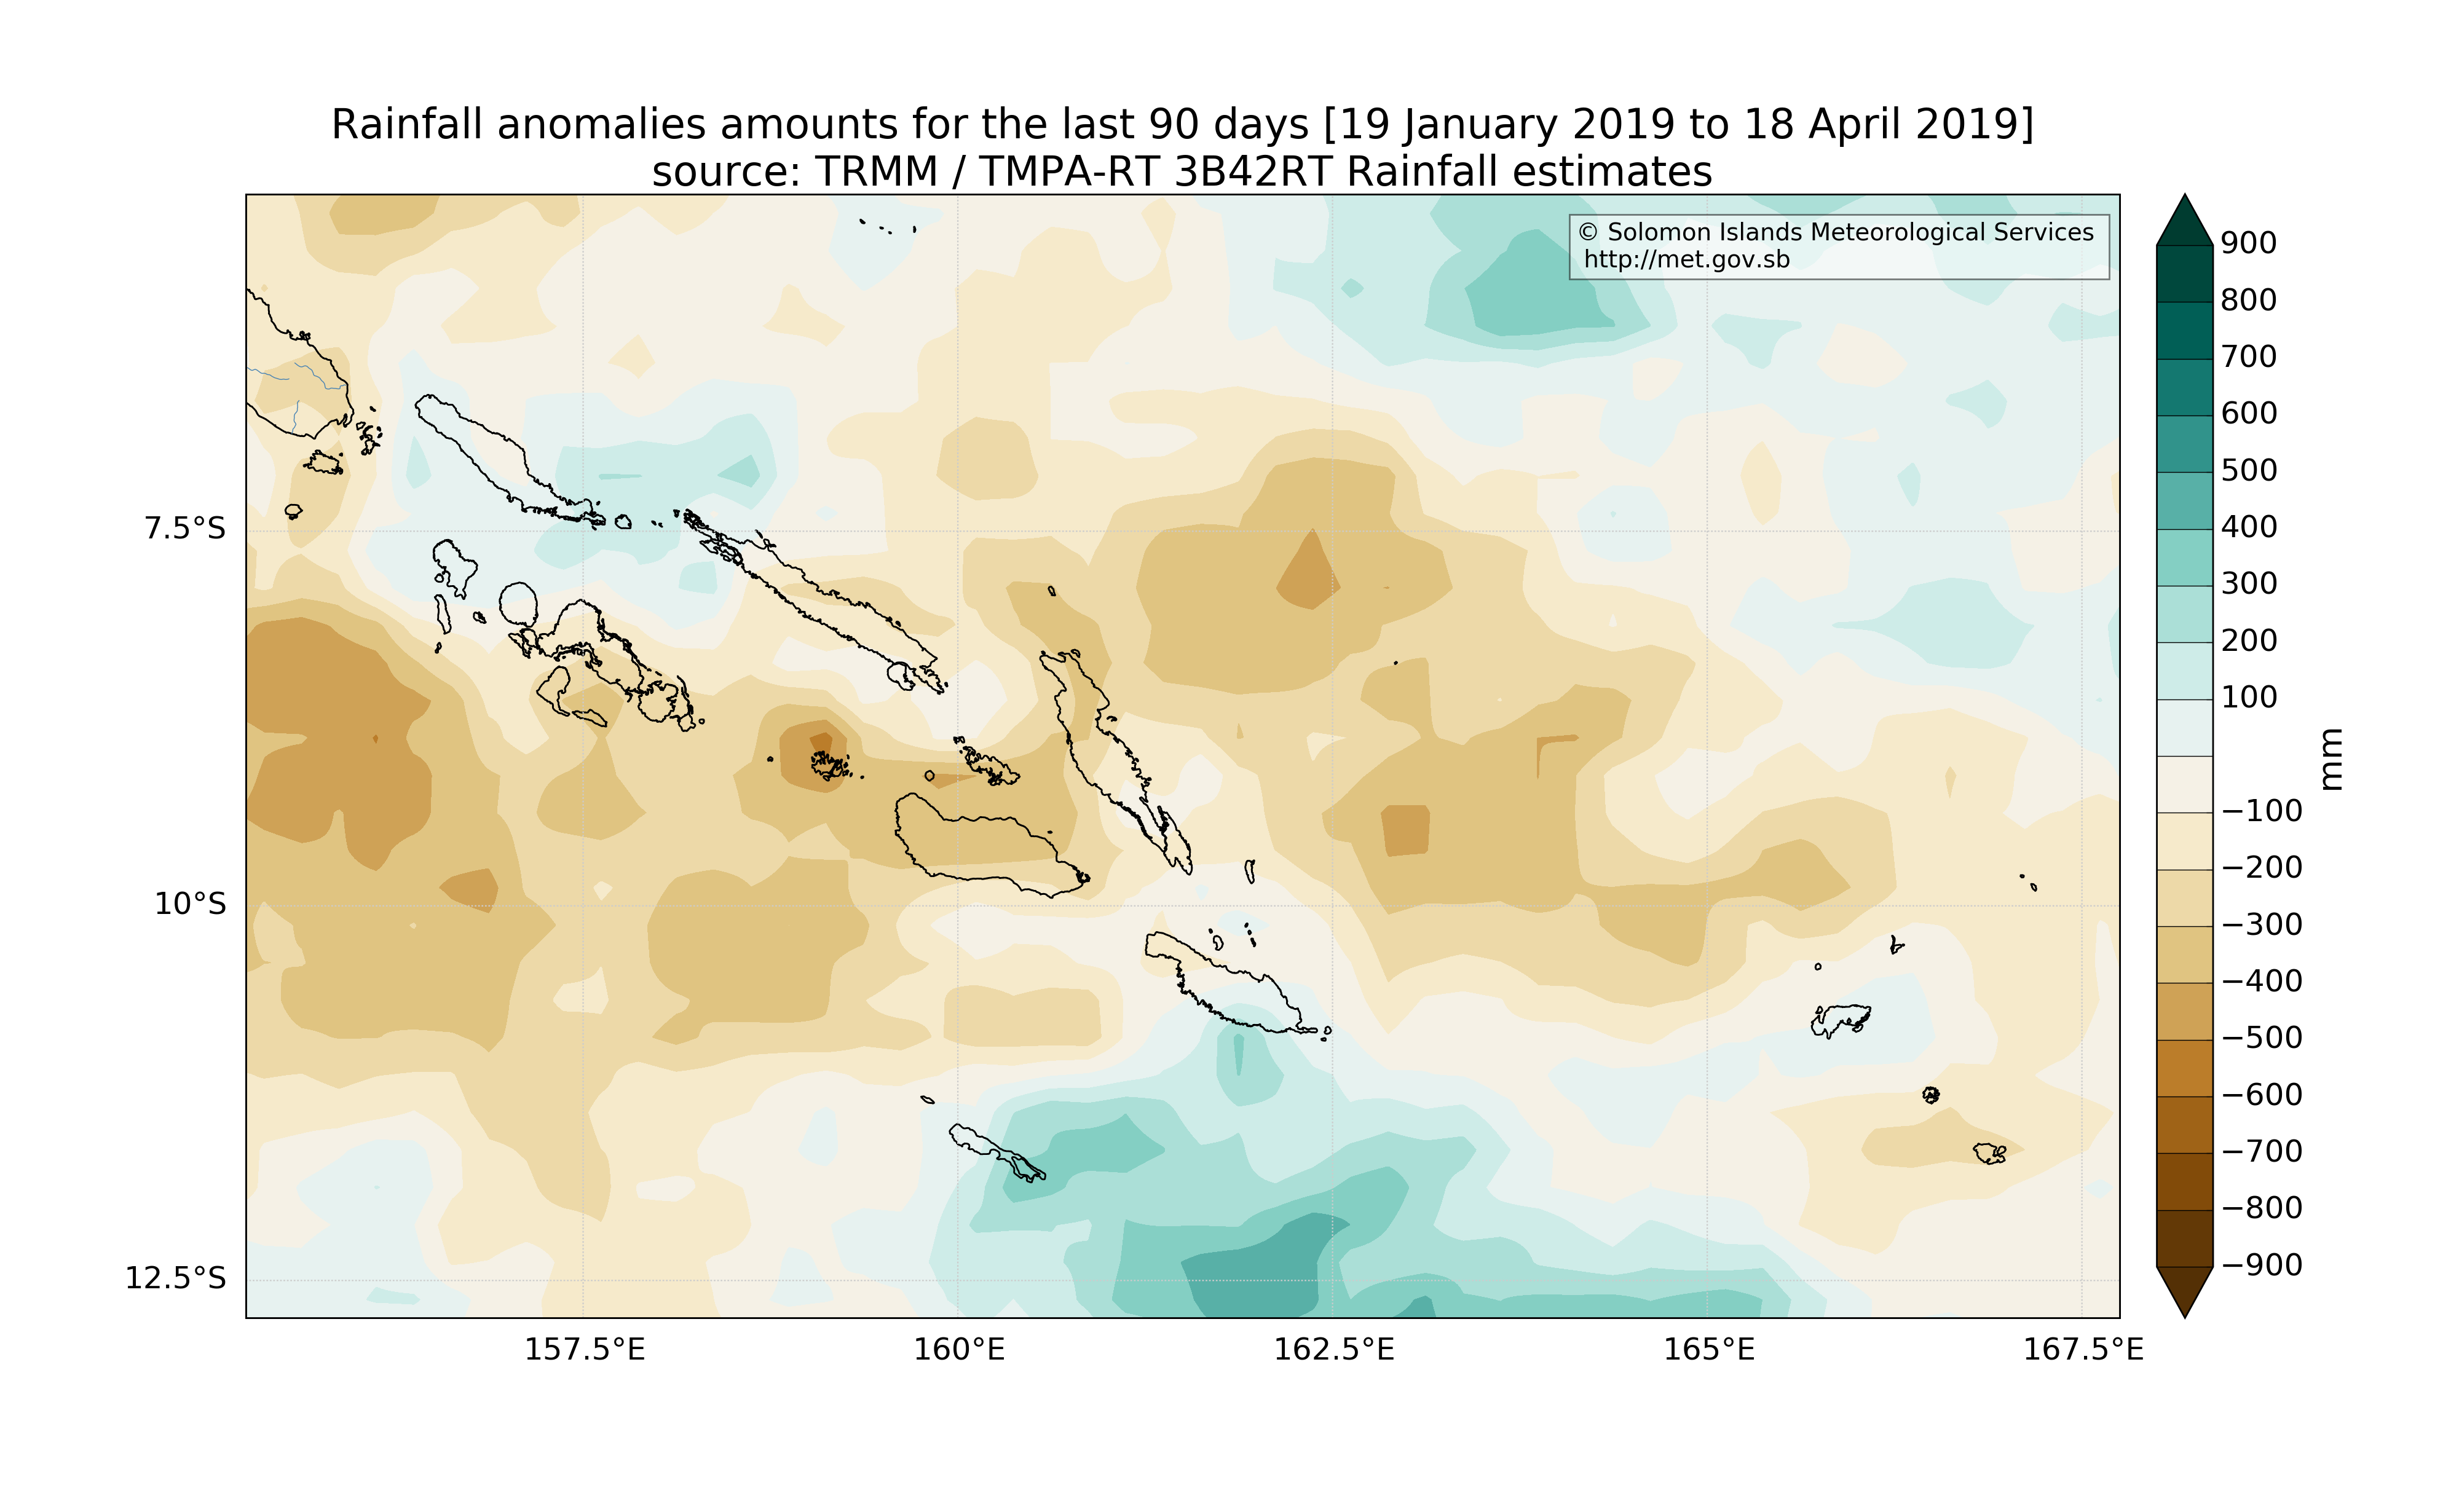 Rainfall anomalies amounts for the last 90 days [19 January 2019 to 18 April 2019]
source: TRMM / TMPA-RT 3B42RT Rainfall estimates
© Solomon Islands Meteorological Services
http://met.gov.sb
7.5°S
10°S
12.5°S
157.5°E
160°E
162.5°E
165°E
167.5°E
900
800
700
600
500
400
300
200
100
−100
−200
−300
−400
−500
−600
−700
−800
−900
mm